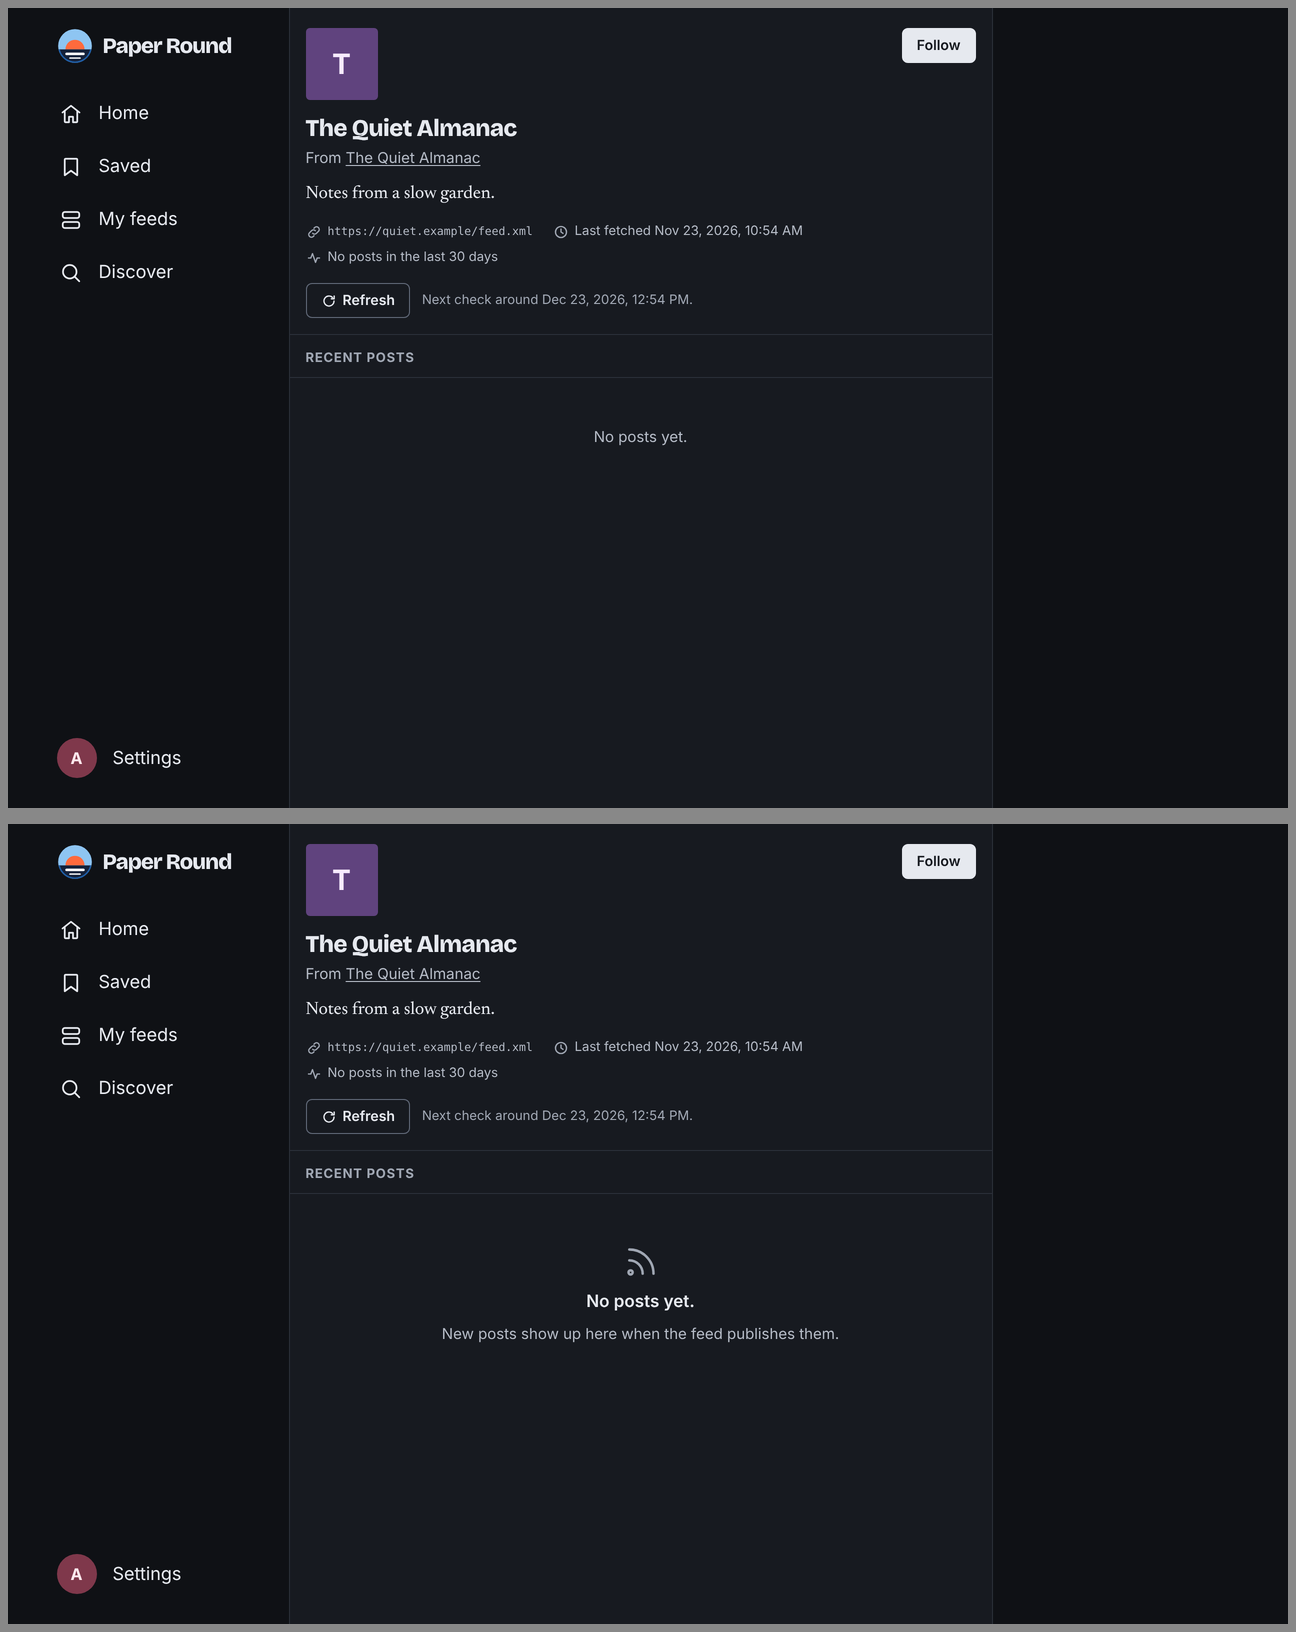 Paper Round
Home
Saved
My feeds
Discover
A Settings
T
Follow
The Quiet Almanac
From The Quiet Almanac
Notes from a slow garden.
https://quiet.example/feed.xml Last fetched Nov 23, 2026, 10:54 AM
No posts in the last 30 days
Refresh Next check around Dec 23, 2026, 12:54 PM.
RECENT POSTS
No posts yet.
Paper Round
Home
Saved
My feeds
Discover
A Settings
T
Follow
The Quiet Almanac
From The Quiet Almanac
Notes from a slow garden.
https://quiet.example/feed.xml Last fetched Nov 23, 2026, 10:54 AM
No posts in the last 30 days
Refresh Next check around Dec 23, 2026, 12:54 PM.
RECENT POSTS
No posts yet.
New posts show up here when the feed publishes them.